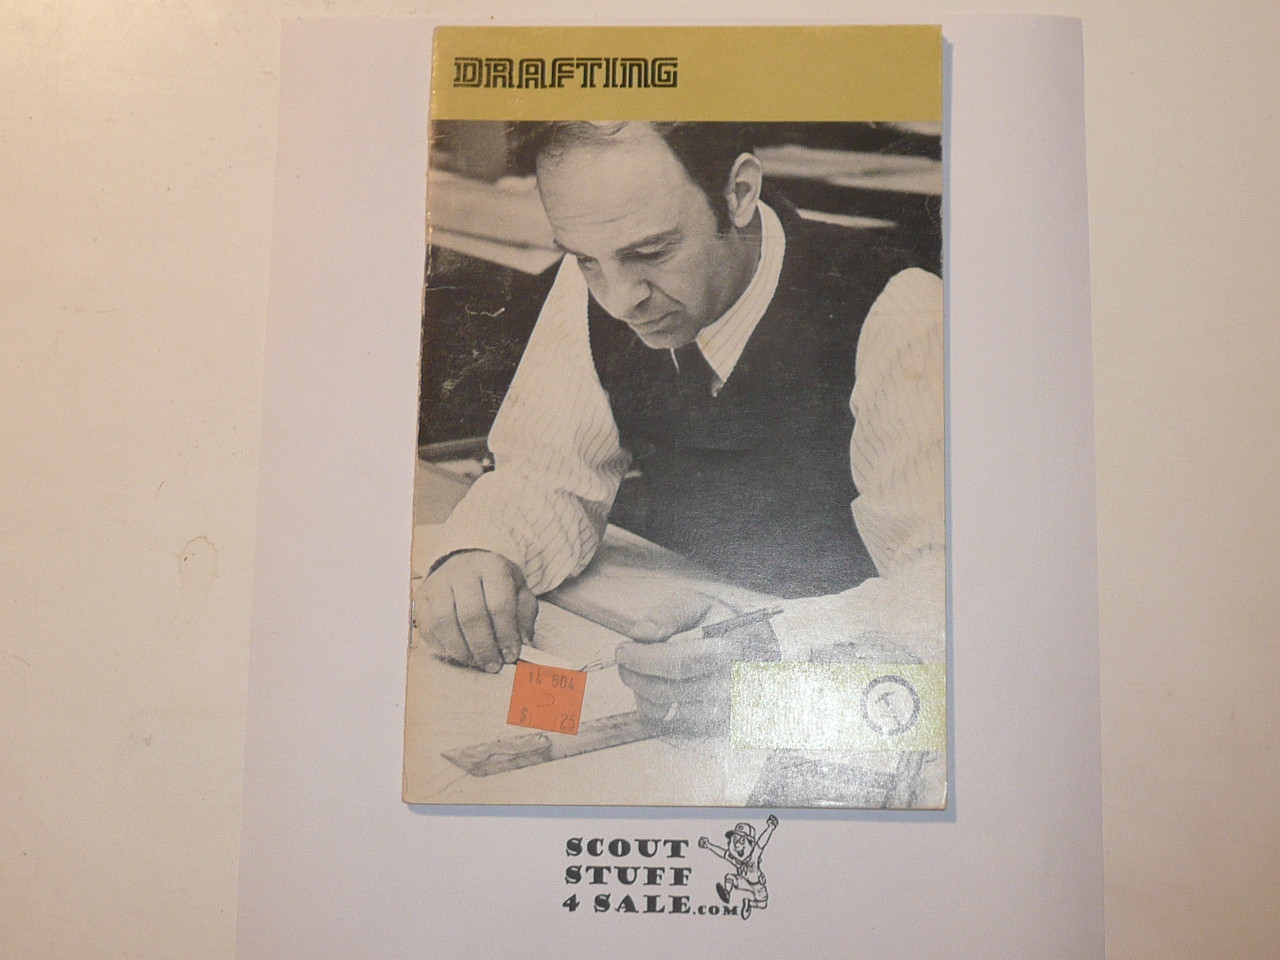 DRAFTING
14 504
$ .25
SCOUT
STUFF
4 SALE.COM